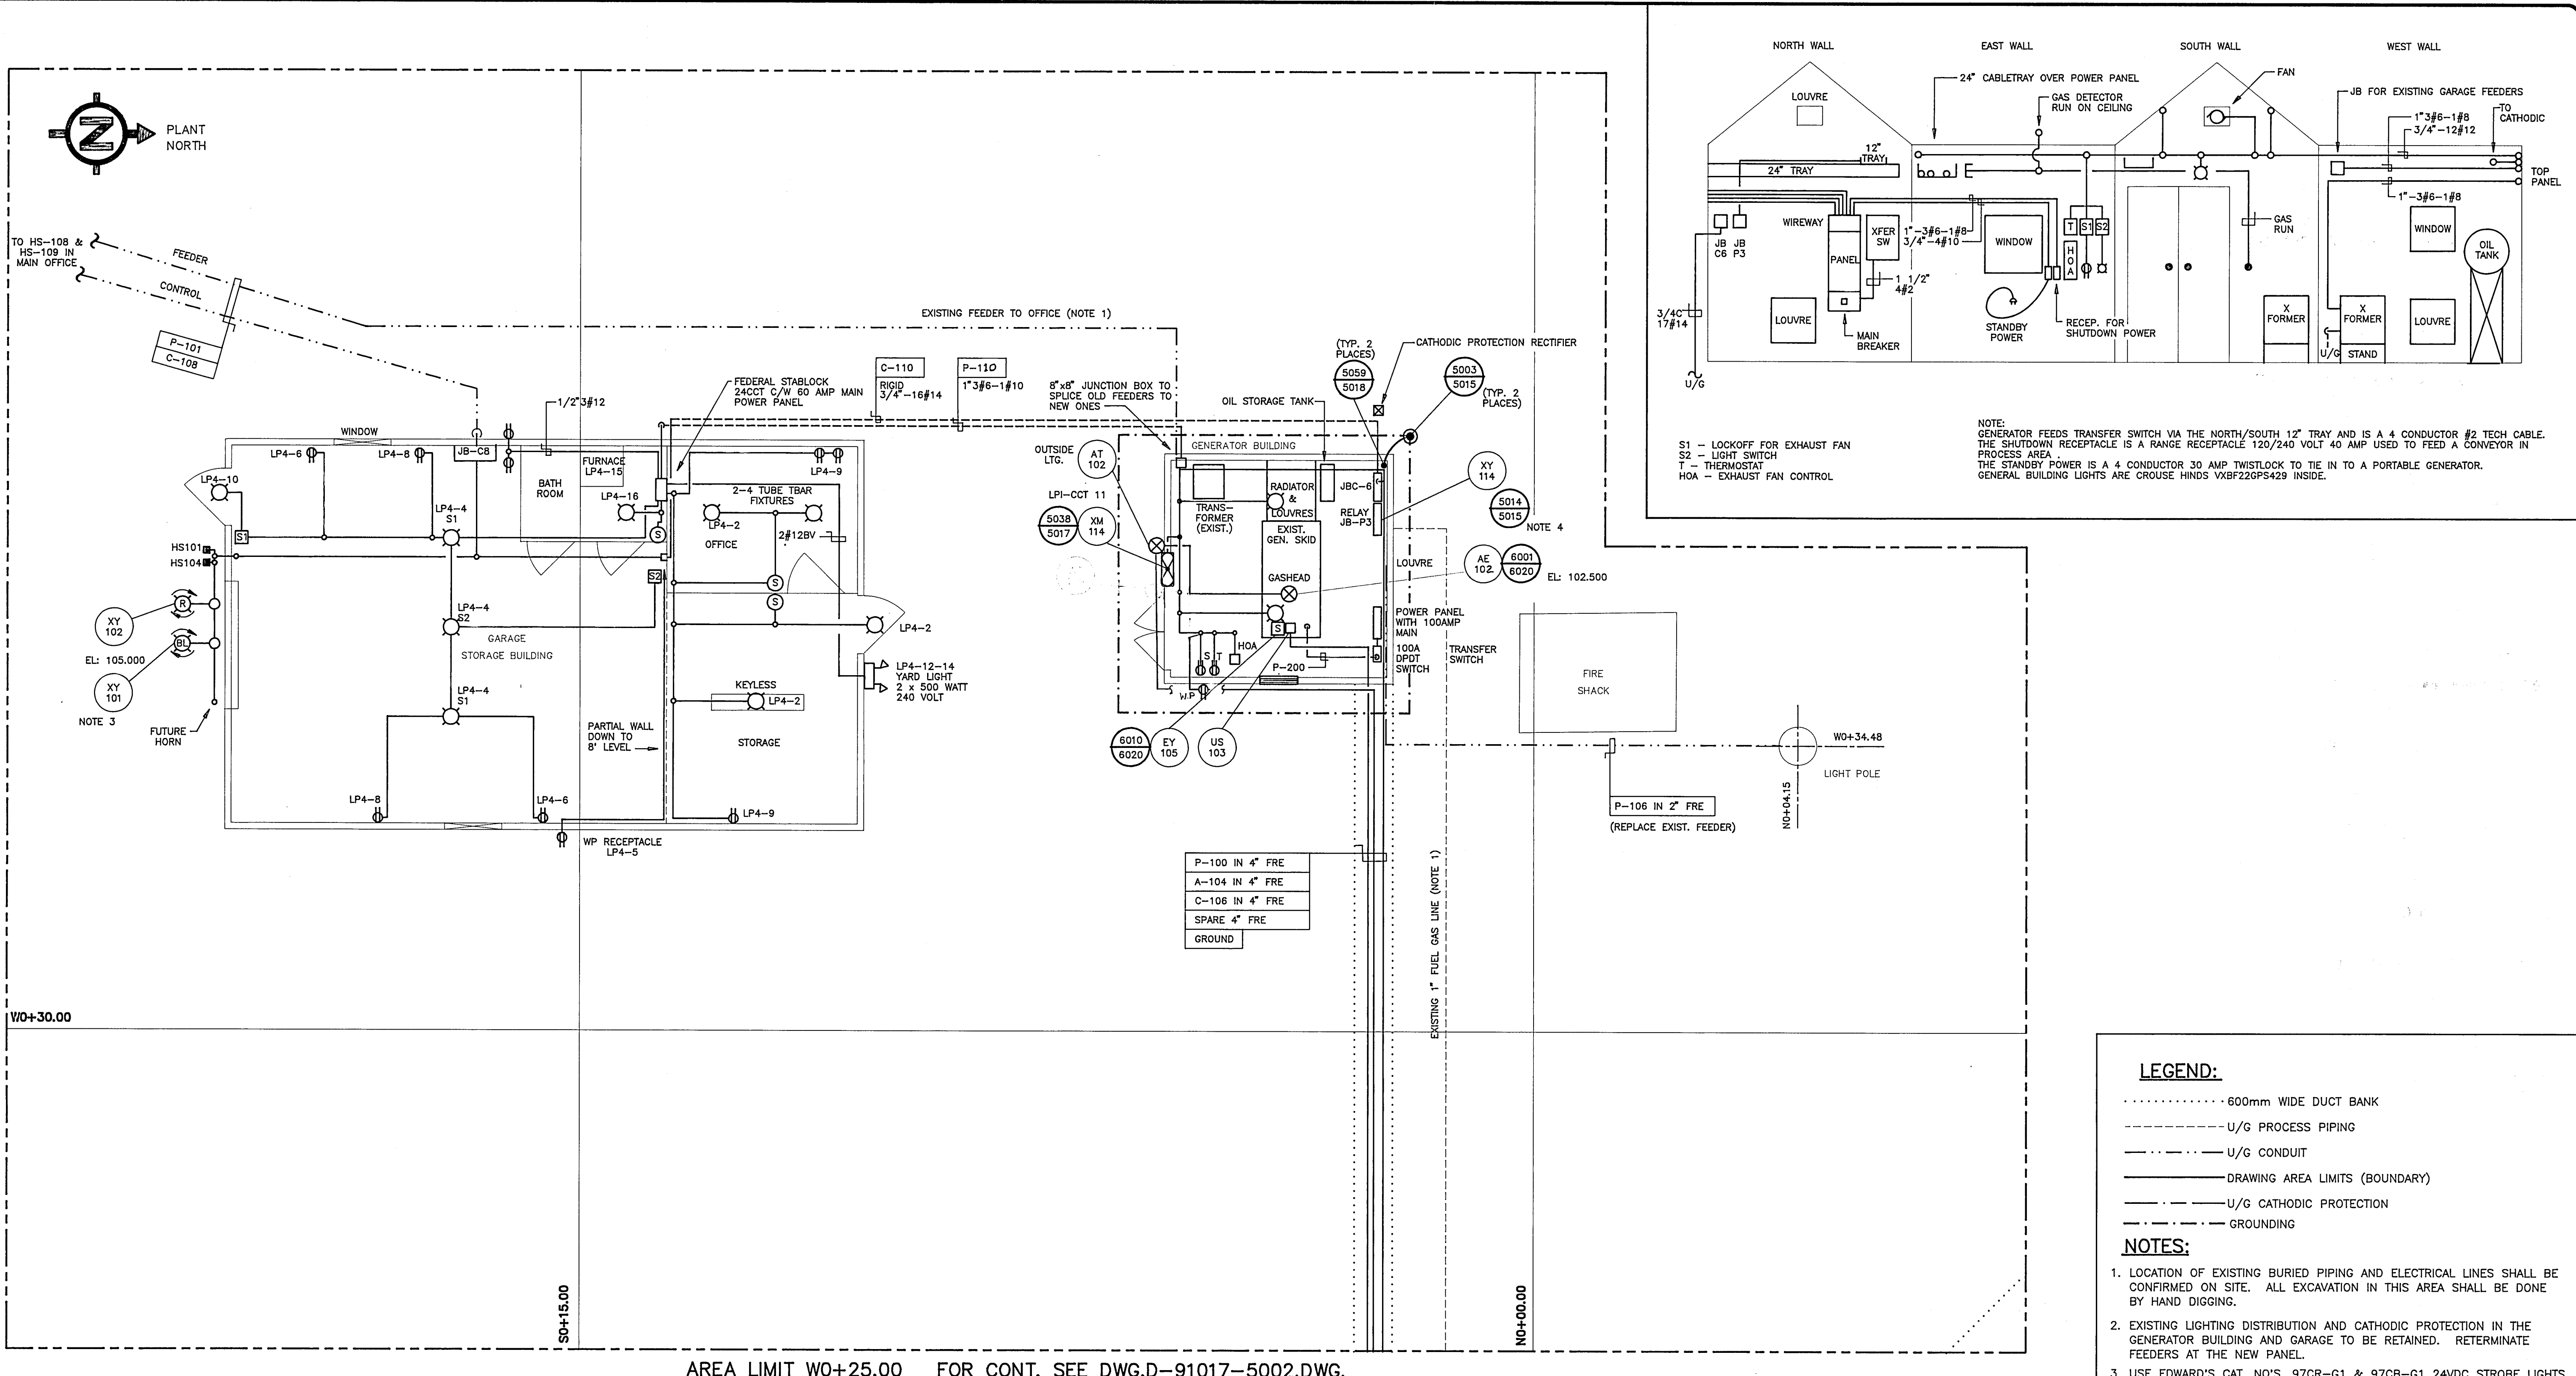 PLANT
NORTH
TO HS-108 &
HS-109 IN
MAIN OFFICE
FEEDER
CONTROL
P-101
C-108
EXISTING FEEDER TO OFFICE (NOTE 1)
C-110
RIGID
3/4"-16#14
P-110
1"3#6-1#10
FEDERAL STABLOCK
24CCT C/W 60 AMP MAIN
POWER PANEL
1/2"3#12
8"x8" JUNCTION BOX TO
SPLICE OLD FEEDERS TO
NEW ONES
OIL STORAGE TANK
(TYP. 2
PLACES)
5059
5018
CATHODIC PROTECTION RECTIFIER
5003
5015
(TYP. 2
PLACES)
WINDOW
LP4-6
LP4-8
JB-C8
LP4-10
BATH
ROOM
FURNACE
LP4-15
LP4-16
LP4-9
2-4 TUBE TBAR
FIXTURES
LP4-2
OFFICE
2#12BV
LP4-4
S1
S1
S
HS101
HS104
S2
S
S
R
XY
102
BL
EL: 105.000
XY
101
NOTE 3
FUTURE
HORN
LP4-4
S2
GARAGE
STORAGE BUILDING
LP4-4
S1
LP4-2
LP4-12-14
YARD LIGHT
2 x 500 WATT
240 VOLT
KEYLESS
LP4-2
PARTIAL WALL
DOWN TO
8' LEVEL
STORAGE
LP4-8
LP4-6
LP4-9
WP RECEPTACLE
LP4-5
GENERATOR BUILDING
OUTSIDE
LTG.
AT
102
LPI-CCT 11
5038
5017
XM
114
TRANS-
FORMER
(EXIST.)
RADIATOR
&
LOUVRES
EXIST.
GEN. SKID
JBC-6
RELAY
JB-P3
XY
114
5014
5015
NOTE 4
GASHEAD
LOUVRE
AE
102
6001
6020
EL: 102.500
POWER PANEL
WITH 100AMP
MAIN
100A
DPDT
SWITCH
TRANSFER
SWITCH
S
D
HOA
S T
P-200
W.P
6010
6020
EY
105
US
103
FIRE
SHACK
W0+34.48
LIGHT POLE
N0+04.15
P-106 IN 2" FRE
(REPLACE EXIST. FEEDER)
P-100 IN 4" FRE
A-104 IN 4" FRE
C-106 IN 4" FRE
SPARE 4" FRE
GROUND
EXISTING 1" FUEL GAS LINE (NOTE 1)
W0+30.00
S0+15.00
N0+00.00
AREA LIMIT W0+25.00 FOR CONT. SEE DWG.D-91017-5002.DWG.
NORTH WALL
EAST WALL
SOUTH WALL
WEST WALL
LOUVRE
24" CABLETRAY OVER POWER PANEL
GAS DETECTOR
RUN ON CEILING
FAN
JB FOR EXISTING GARAGE FEEDERS
1"3#6-1#8
3/4"-12#12
TO
CATHODIC
12"
TRAY
24" TRAY
TOP
PANEL
1"-3#6-1#8
WIREWAY
XFER
SW
1"-3#6-1#8
3/4"-4#10
WINDOW
T
S1
S2
H
O
A
GAS
RUN
WINDOW
OIL
TANK
JB
C6
JB
P3
PANEL
1 1/2"
4#2
3/4C
17#14
LOUVRE
MAIN
BREAKER
STANDBY
POWER
RECEP. FOR
SHUTDOWN POWER
X
FORMER
X
FORMER
LOUVRE
U/G
STAND
U/G
S1 - LOCKOFF FOR EXHAUST FAN
S2 - LIGHT SWITCH
T - THERMOSTAT
HOA - EXHAUST FAN CONTROL
NOTE:
GENERATOR FEEDS TRANSFER SWITCH VIA THE NORTH/SOUTH 12" TRAY AND IS A 4 CONDUCTOR #2 TECH CABLE.
THE SHUTDOWN RECEPTACLE IS A RANGE RECEPTACLE 120/240 VOLT 40 AMP USED TO FEED A CONVEYOR IN
PROCESS AREA .
THE STANDBY POWER IS A 4 CONDUCTOR 30 AMP TWISTLOCK TO TIE IN TO A PORTABLE GENERATOR.
GENERAL BUILDING LIGHTS ARE CROUSE HINDS VXBF22GPS429 INSIDE.
LEGEND:
600mm WIDE DUCT BANK
U/G PROCESS PIPING
U/G CONDUIT
DRAWING AREA LIMITS (BOUNDARY)
U/G CATHODIC PROTECTION
GROUNDING
NOTES:
1. LOCATION OF EXISTING BURIED PIPING AND ELECTRICAL LINES SHALL BE
CONFIRMED ON SITE. ALL EXCAVATION IN THIS AREA SHALL BE DONE
BY HAND DIGGING.
2. EXISTING LIGHTING DISTRIBUTION AND CATHODIC PROTECTION IN THE
GENERATOR BUILDING AND GARAGE TO BE RETAINED. RETERMINATE
FEEDERS AT THE NEW PANEL.
3. USE EDWARD'S CAT. NO'S. 97CR-G1 & 97CB-G1 24VDC STROBE LIGHTS